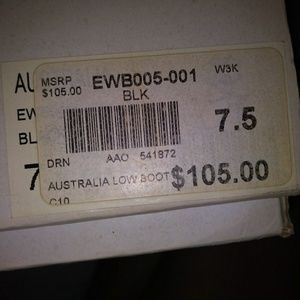 MSRP EWB005-001 W3K
$105.00 BLK
7.5
DRN AAO 541872
AUSTRALIA LOW BOOT $105.00
C10
AU
EW
BL
7